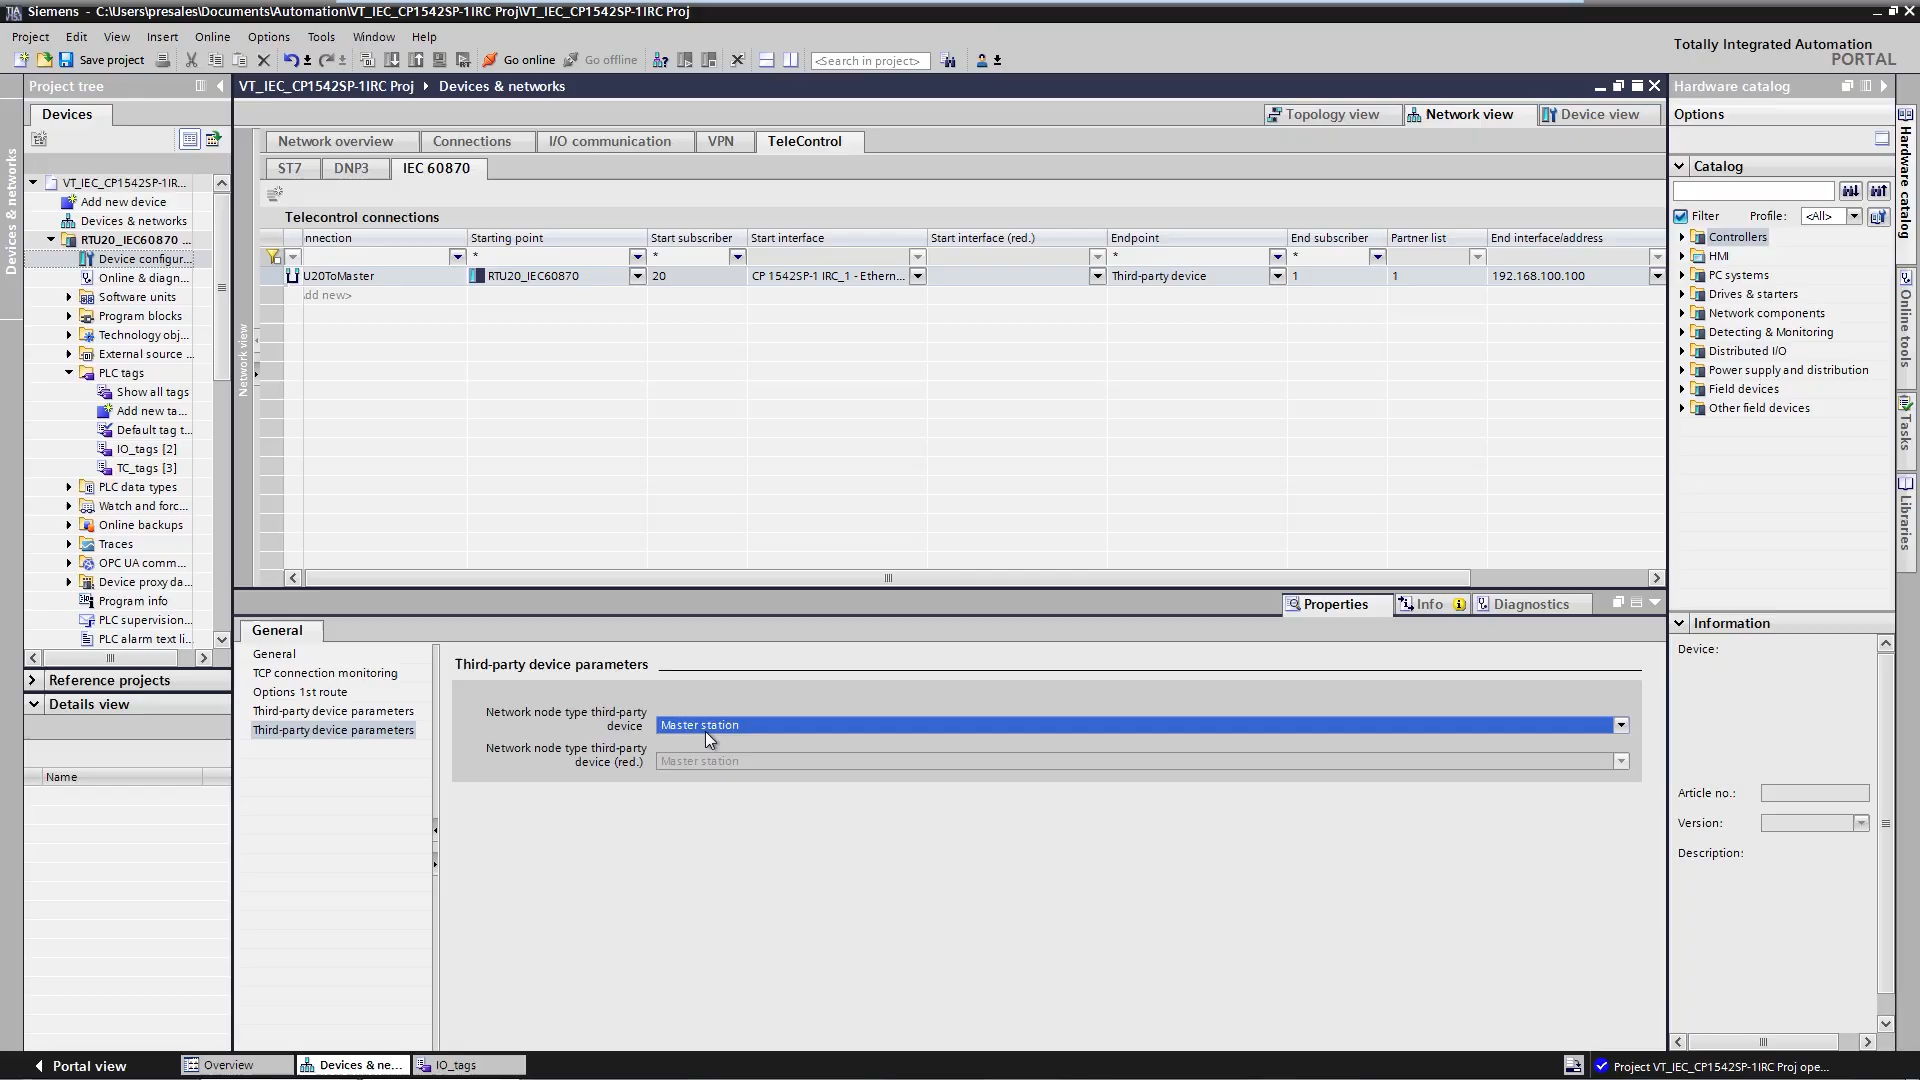 Siemens - C:\Users\presales\Documents\Automation\VT_IEC_CP1542SP-1IRC Proj\VT_IEC_CP1542SP-1IRC Proj
Project Edit View Insert Online Options Tools Window Help
Save project
Go online
Go offline
<Search in project>
Totally Integrated Automation
PORTAL
Project tree
Devices
Devices & networks
VT_IEC_CP1542SP-1IR...
Add new device
Devices & networks
RTU20_IEC60870 ...
Device configur...
Online & diagn...
Software units
Program blocks
Technology obj...
External source ...
PLC tags
Show all tags
Add new ta...
Default tag t...
IO_tags [2]
TC_tags [3]
PLC data types
Watch and forc...
Online backups
Traces
OPC UA comm...
Device proxy da...
Program info
PLC supervision...
PLC alarm text li...
Reference projects
Details view
Name
VT_IEC_CP1542SP-1IRC Proj
Devices & networks
Topology view
Network view
Device view
Network overview
Connections
I/O communication
VPN
TeleControl
ST7
DNP3
IEC 60870
Network view
Telecontrol connections
nnection Starting point Start subscriber Start interface Start interface (red.) Endpoint End subscriber Partner list End interface/address
* * * *
U20ToMaster RTU20_IEC60870 20 CP 1542SP-1 IRC_1 - Ethern... Third-party device 1 1 192.168.100.100
dd new>
Properties
Info
Diagnostics
General
General
TCP connection monitoring
Options 1st route
Third-party device parameters
Third-party device parameters
Third-party device parameters
Network node type third-party
device
Master station
Network node type third-party
device (red.)
Master station
Hardware catalog
Options
Catalog
Filter
Profile:
<All>
Controllers
HMI
PC systems
Drives & starters
Network components
Detecting & Monitoring
Distributed I/O
Power supply and distribution
Field devices
Other field devices
Information
Device:
Article no.:
Version:
Description:
Hardware catalog
Online tools
Tasks
Libraries
Portal view
Overview
Devices & ne...
IO_tags
Project VT_IEC_CP1542SP-1IRC Proj ope...